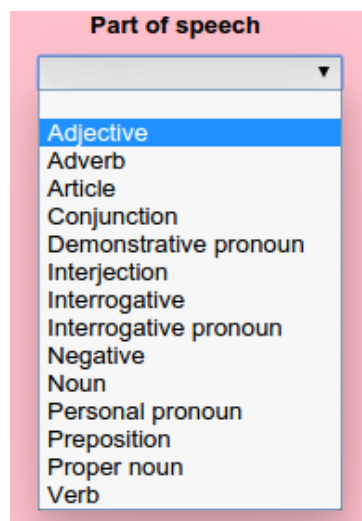 Part of speech
Adjective
Adverb
Article
Conjunction
Demonstrative pronoun
Interjection
Interrogative
Interrogative pronoun
Negative
Noun
Personal pronoun
Preposition
Proper noun
Verb